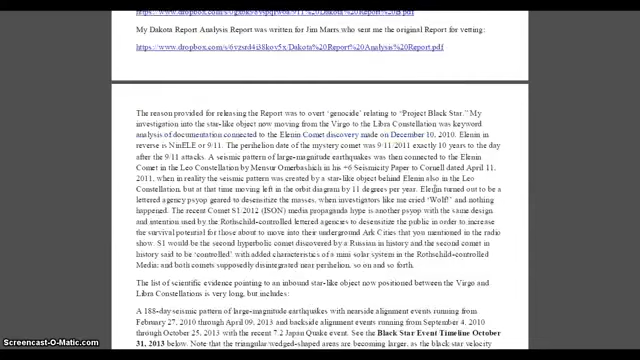 My Dakota Report Analysis Report was written for Jim Marrs who sent me the original Report for vetting:
The reason provided for releasing the Report was to overt 'genocide' relating to "Project Black Star." My
investigation into the star-like object now moving from the Virgo to the Libra Constellation was keyword
analysis of documentation connected to the Elenin Comet discovery made on December 10, 2010. Elenin in
reverse is NinELE or 9/11. The perihelion date of the mystery comet was 9/11/2011 exactly 10 years to the day
after the 9/11 attacks. A seismic pattern of large-magnitude earthquakes was then connected to the Elenin
Comet in the Leo Constellation by Mensur Omerbashich in his +6 Seismicity Paper to Cornell dated April 11,
2011, when in reality the seismic pattern was created by a star-like object behind Elenin also in the Leo
Constellation, but at that time moving left in the orbit diagram by 11 degrees per year. Elenin turned out to be a
lettered agency psyop geared to desensitize the masses, when investigators like me cried 'Wolf!' and nothing
happened. The recent Comet S1-2012 (ISON) media propaganda hype is another psyop with the same design
and intention used by the Rothschild-controlled lettered agencies to desensitize the public in order to increase
the survival potential for those about to move into their underground Ark Cities that you mentioned in the radio
show. S1 would be the second hyperbolic comet discovered by a Russian in history and the second comet in
history said to be 'controlled' with added characteristics of a mini solar system in the Rothschild-controlled
Media; and both comets supposedly disintegrated near perihelion, so on and so forth.
The list of scientific evidence pointing to an inbound star-like object now positioned between the Virgo and
Libra Constellations is very long, but includes:
A 188-day seismic pattern of large-magnitude earthquakes with nearside alignment events running from
February 27, 2010 through April 09, 2013 and backside alignment events running from September 4, 2010
through October 25, 2013 with the recent 7.2 Japan Quake event. See the Black Star Event Timeline October
31, 2013 below. Note that the triangular wedged-shaped areas are becoming larger, as the black star velocity
Screencast-O-Matic.com